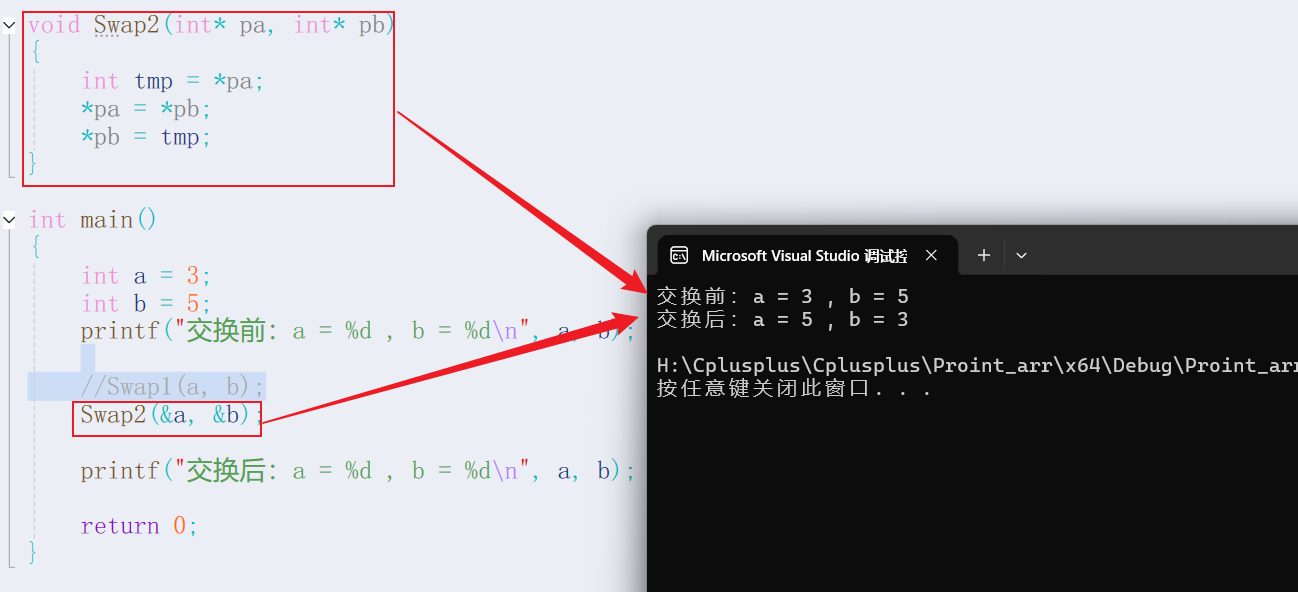 void Swap2(int* pa, int* pb)
{
    int tmp = *pa;
    *pa = *pb;
    *pb = tmp;
}
int main()
{
    int a = 3;
    int b = 5;
    printf("交换前：a = %d , b = %d\n", a, b);
    //Swap1(a, b);
    Swap2(&a, &b);
    printf("交换后：a = %d , b = %d\n", a, b);
    return 0;
}
Microsoft Visual Studio 调试控
交换前：a = 3 , b = 5
交换后：a = 5 , b = 3
H:\Cplusplus\Cplusplus\Proint_arr\x64\Debug\Proint_arr
按任意键关闭此窗口. . .